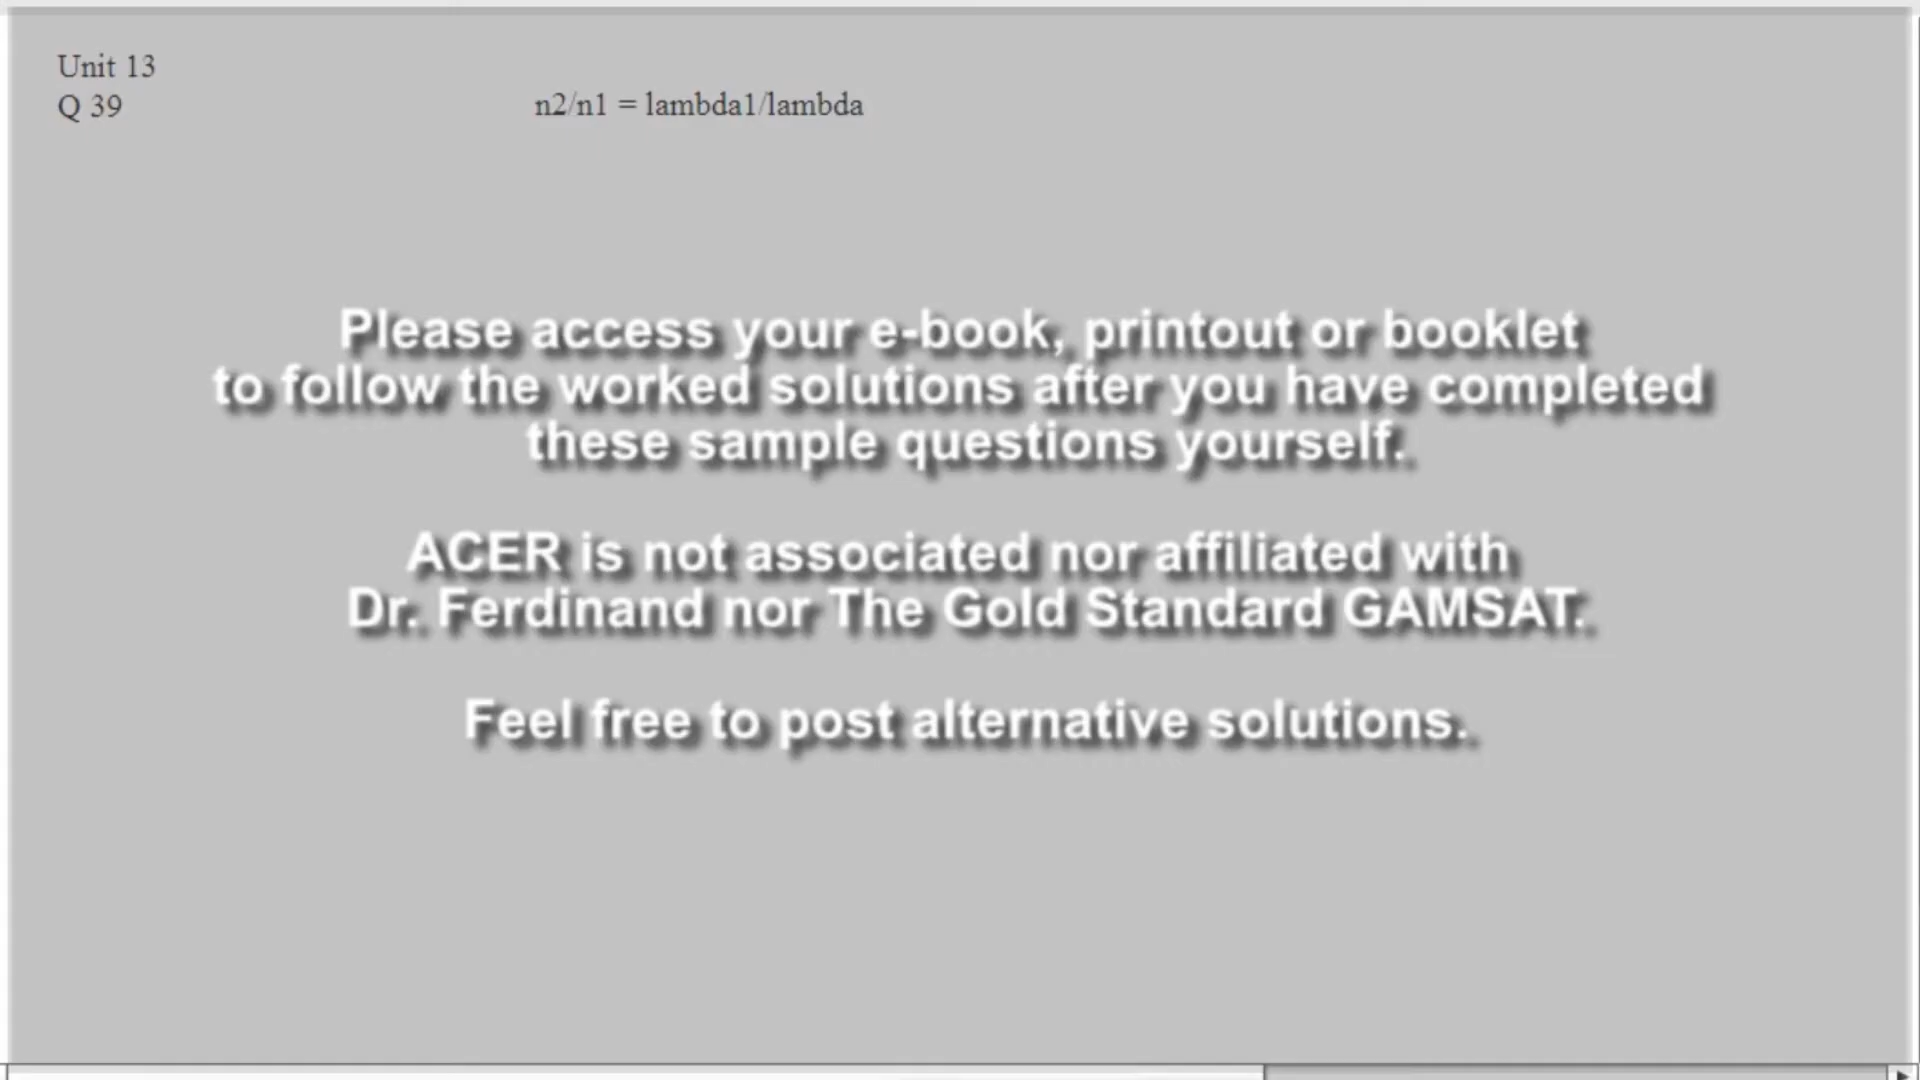 Unit 13
Q 39
n2/n1 = lambda1/lambda
Please access your e-book, printout or booklet
to follow the worked solutions after you have completed
these sample questions yourself.
ACER is not associated nor affiliated with
Dr. Ferdinand nor The Gold Standard GAMSAT.
Feel free to post alternative solutions.